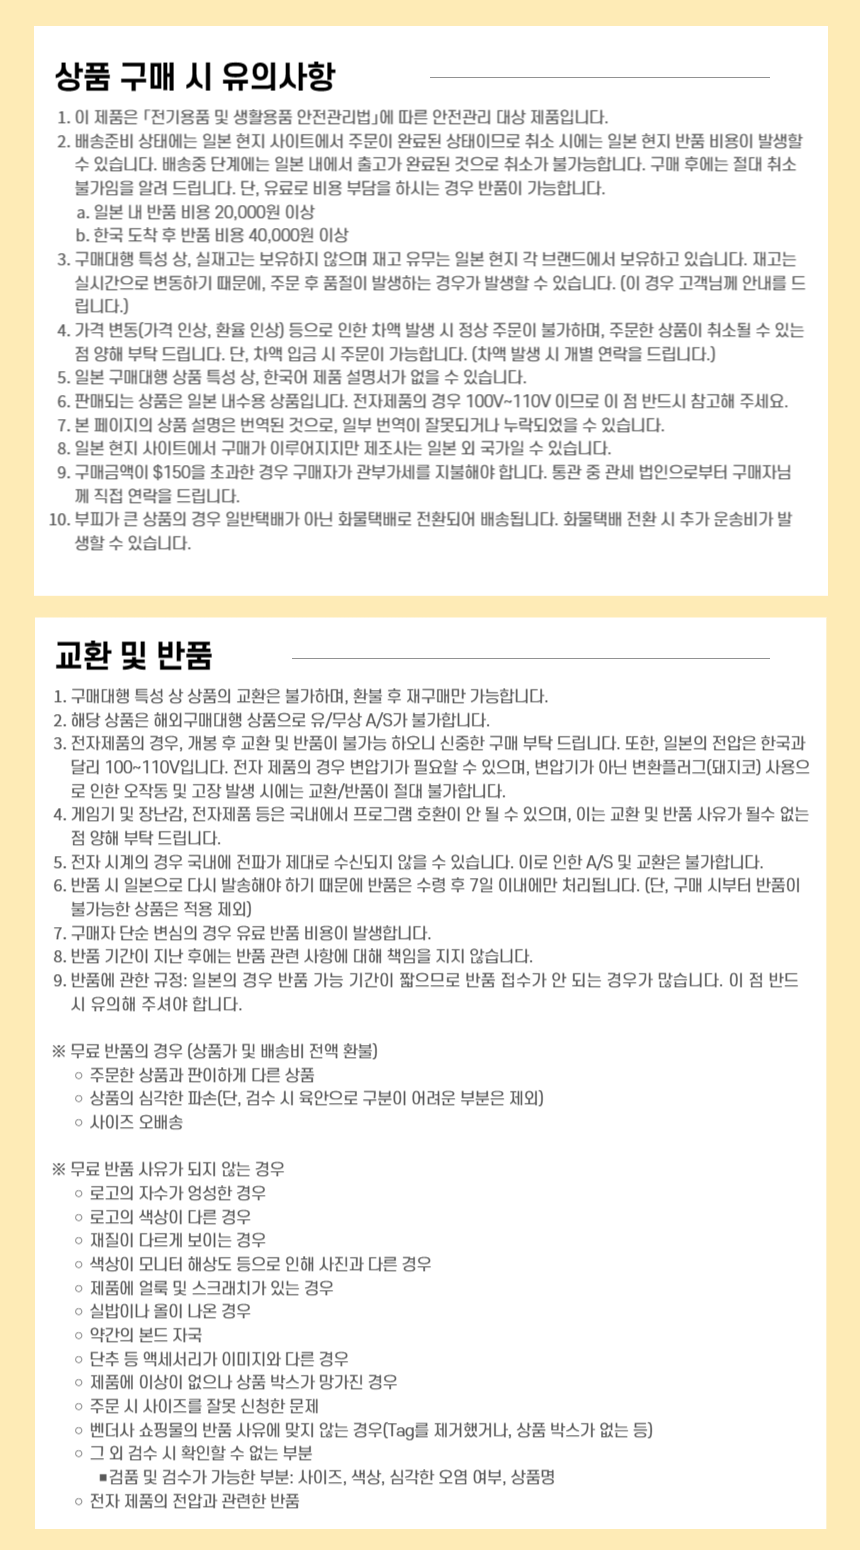 상품 구매 시 유의사항
1. 이 제품은 「전기용품 및 생활용품 안전관리법」에 따른 안전관리 대상 제품입니다.
2. 배송준비 상태에는 일본 현지 사이트에서 주문이 완료된 상태이므로 취소 시에는 일본 현지 반품 비용이 발생할
수 있습니다. 배송중 단계에는 일본 내에서 출고가 완료된 것으로 취소가 불가능합니다. 구매 후에는 절대 취소
불가임을 알려 드립니다. 단, 유료로 비용 부담을 하시는 경우 반품이 가능합니다.
a. 일본 내 반품 비용 20,000원 이상
b. 한국 도착 후 반품 비용 40,000원 이상
3. 구매대행 특성 상, 실재고는 보유하지 않으며 재고 유무는 일본 현지 각 브랜드에서 보유하고 있습니다. 재고는
실시간으로 변동하기 때문에, 주문 후 품절이 발생하는 경우가 발생할 수 있습니다. (이 경우 고객님께 안내를 드
립니다.)
4. 가격 변동(가격 인상, 환율 인상) 등으로 인한 차액 발생 시 정상 주문이 불가하며, 주문한 상품이 취소될 수 있는
점 양해 부탁 드립니다. 단, 차액 입금 시 주문이 가능합니다. (차액 발생 시 개별 연락을 드립니다.)
5. 일본 구매대행 상품 특성 상, 한국어 제품 설명서가 없을 수 있습니다.
6. 판매되는 상품은 일본 내수용 상품입니다. 전자제품의 경우 100V~110V 이므로 이 점 반드시 참고해 주세요.
7. 본 페이지의 상품 설명은 번역된 것으로, 일부 번역이 잘못되거나 누락되었을 수 있습니다.
8. 일본 현지 사이트에서 구매가 이루어지지만 제조사는 일본 외 국가일 수 있습니다.
9. 구매금액이 $150을 초과한 경우 구매자가 관부가세를 지불해야 합니다. 통관 중 관세 법인으로부터 구매자님
께 직접 연락을 드립니다.
10. 부피가 큰 상품의 경우 일반택배가 아닌 화물택배로 전환되어 배송됩니다. 화물택배 전환 시 추가 운송비가 발
생할 수 있습니다.
교환 및 반품
1. 구매대행 특성 상 상품의 교환은 불가하며, 환불 후 재구매만 가능합니다.
2. 해당 상품은 해외구매대행 상품으로 유/무상 A/S가 불가합니다.
3. 전자제품의 경우, 개봉 후 교환 및 반품이 불가능 하오니 신중한 구매 부탁 드립니다. 또한, 일본의 전압은 한국과
달리 100~110V입니다. 전자 제품의 경우 변압기가 필요할 수 있으며, 변압기가 아닌 변환플러그(돼지코) 사용으
로 인한 오작동 및 고장 발생 시에는 교환/반품이 절대 불가합니다.
4. 게임기 및 장난감, 전자제품 등은 국내에서 프로그램 호환이 안 될 수 있으며, 이는 교환 및 반품 사유가 될수 없는
점 양해 부탁 드립니다.
5. 전자 시계의 경우 국내에 전파가 제대로 수신되지 않을 수 있습니다. 이로 인한 A/S 및 교환은 불가합니다.
6. 반품 시 일본으로 다시 발송해야 하기 때문에 반품은 수령 후 7일 이내에만 처리됩니다. (단, 구매 시부터 반품이
불가능한 상품은 적용 제외)
7. 구매자 단순 변심의 경우 유료 반품 비용이 발생합니다.
8. 반품 기간이 지난 후에는 반품 관련 사항에 대해 책임을 지지 않습니다.
9. 반품에 관한 규정: 일본의 경우 반품 가능 기간이 짧으므로 반품 접수가 안 되는 경우가 많습니다. 이 점 반드
시 유의해 주셔야 합니다.
※ 무료 반품의 경우 (상품가 및 배송비 전액 환불)
○ 주문한 상품과 판이하게 다른 상품
○ 상품의 심각한 파손(단, 검수 시 육안으로 구분이 어려운 부분은 제외)
○ 사이즈 오배송
※ 무료 반품 사유가 되지 않는 경우
○ 로고의 자수가 엉성한 경우
○ 로고의 색상이 다른 경우
○ 재질이 다르게 보이는 경우
○ 색상이 모니터 해상도 등으로 인해 사진과 다른 경우
○ 제품에 얼룩 및 스크래치가 있는 경우
○ 실밥이나 올이 나온 경우
○ 약간의 본드 자국
○ 단추 등 액세서리가 이미지와 다른 경우
○ 제품에 이상이 없으나 상품 박스가 망가진 경우
○ 주문 시 사이즈를 잘못 신청한 문제
○ 벤더사 쇼핑몰의 반품 사유에 맞지 않는 경우(Tag를 제거했거나, 상품 박스가 없는 등)
○ 그 외 검수 시 확인할 수 없는 부분
■검품 및 검수가 가능한 부분: 사이즈, 색상, 심각한 오염 여부, 상품명
○ 전자 제품의 전압과 관련한 반품